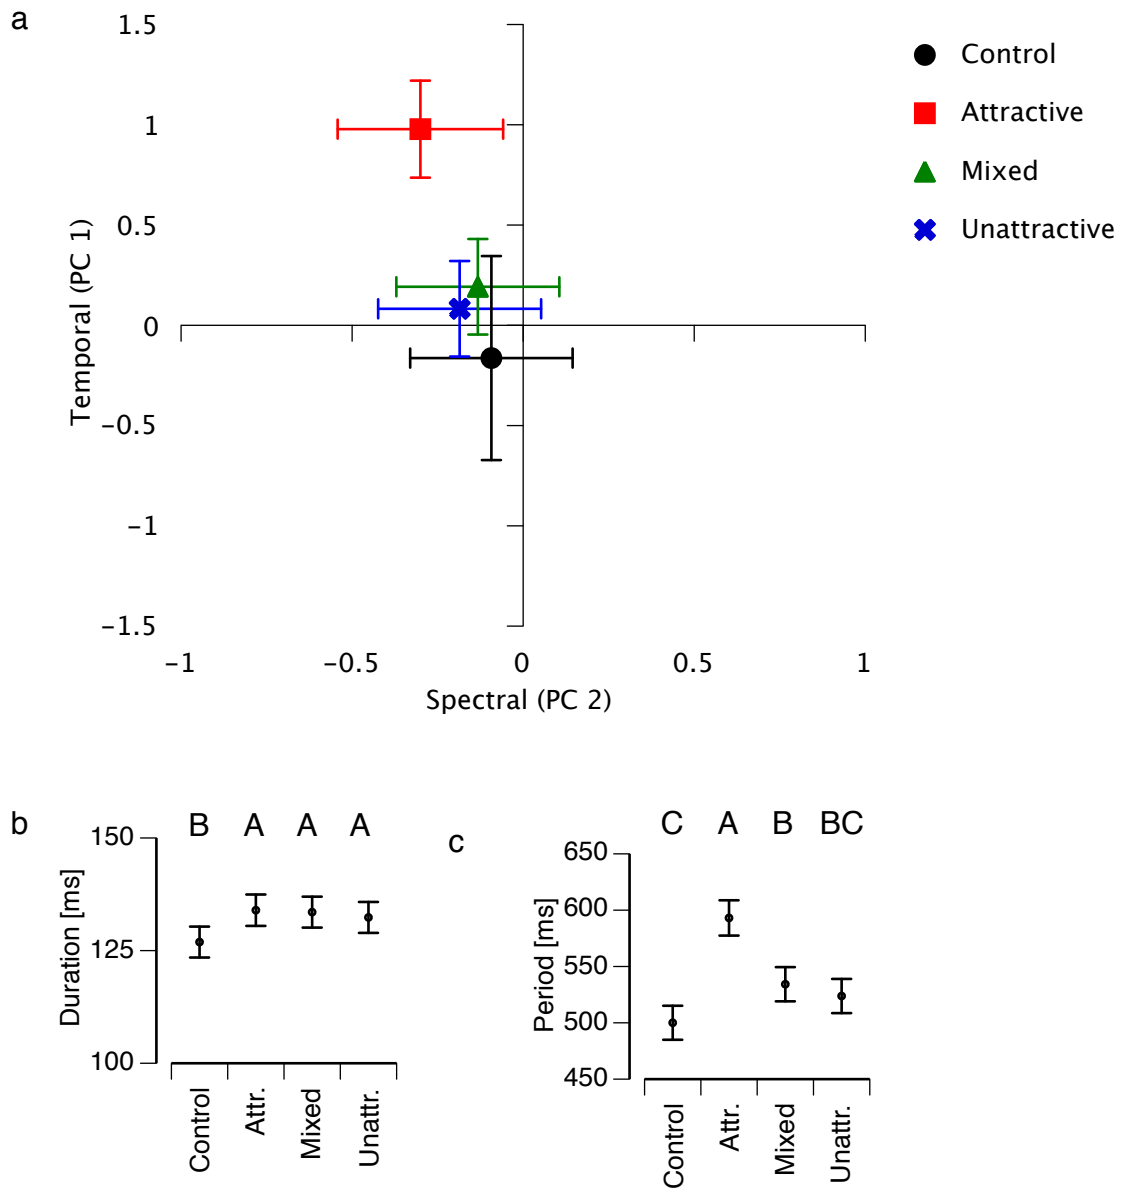 a
1.5
1
0.5
0
−0.5
−1
−1.5
Temporal (PC 1)
−1
−0.5
0
0.5
1
Spectral (PC 2)
Control
Attractive
Mixed
Unattractive
b
B A A A
150
125
100
Duration [ms]
Control
Attr.
Mixed
Unattr.
c
C A B BC
650
600
550
500
450
Period [ms]
Control
Attr.
Mixed
Unattr.